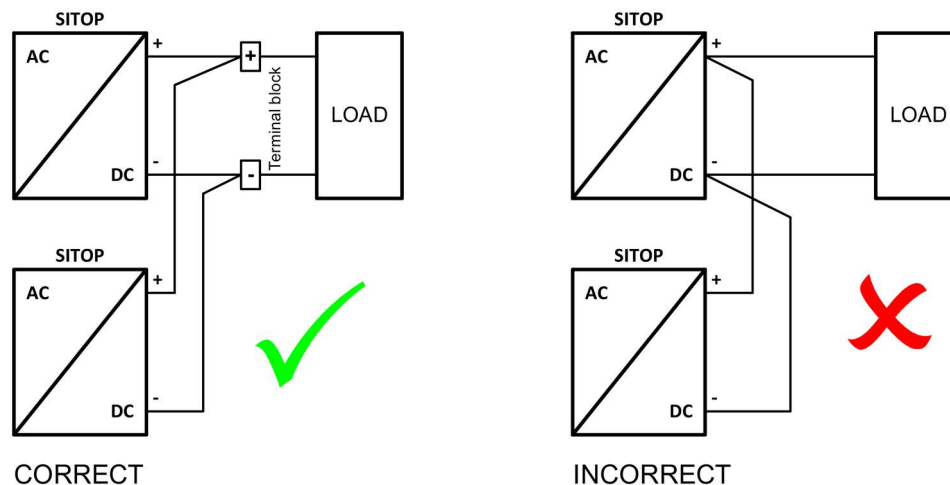 SITOP
AC
+
-
DC
+
-
Terminal block
LOAD
SITOP
AC
+
-
DC
CORRECT
SITOP
AC
+
-
DC
LOAD
SITOP
AC
+
-
DC
INCORRECT